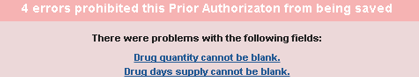 4 errors prohibited this Prior Authorizaton from being saved
There were problems with the following fields:
Drug quantity cannot be blank.
Drug days supply cannot be blank.